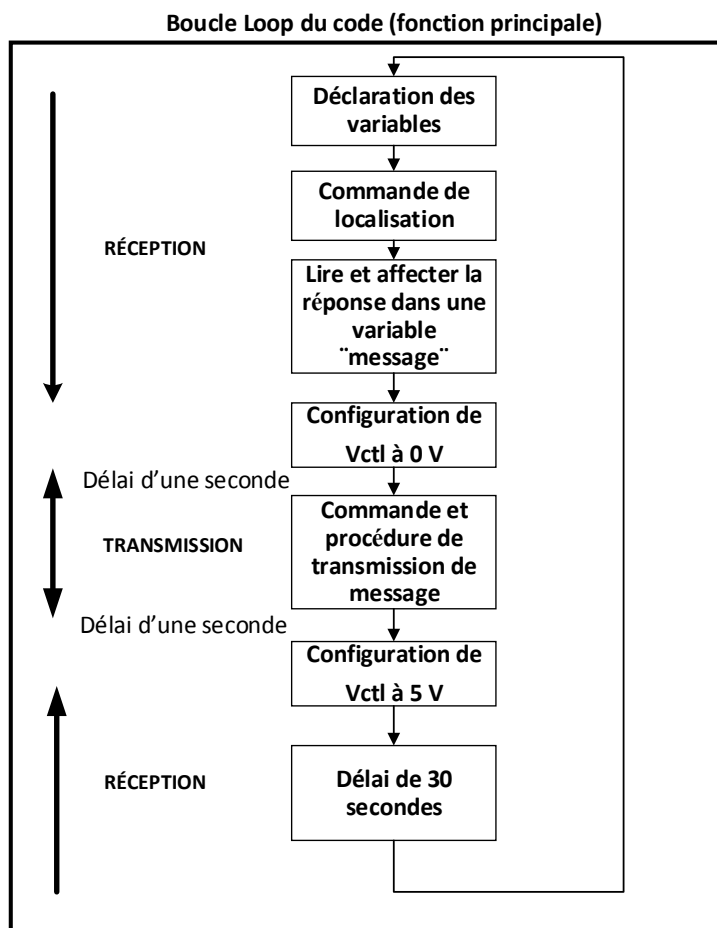 Boucle Loop du code (fonction principale)
Déclaration des
variables
Commande de
localisation
RÉCEPTION
Lire et affecter la
réponse dans une
variable
¨message¨
Configuration de
Vctl à 0 V
Délai d’une seconde
Commande et
procédure de
transmission de
message
TRANSMISSION
Délai d’une seconde
Configuration de
Vctl à 5 V
RÉCEPTION
Délai de 30
secondes